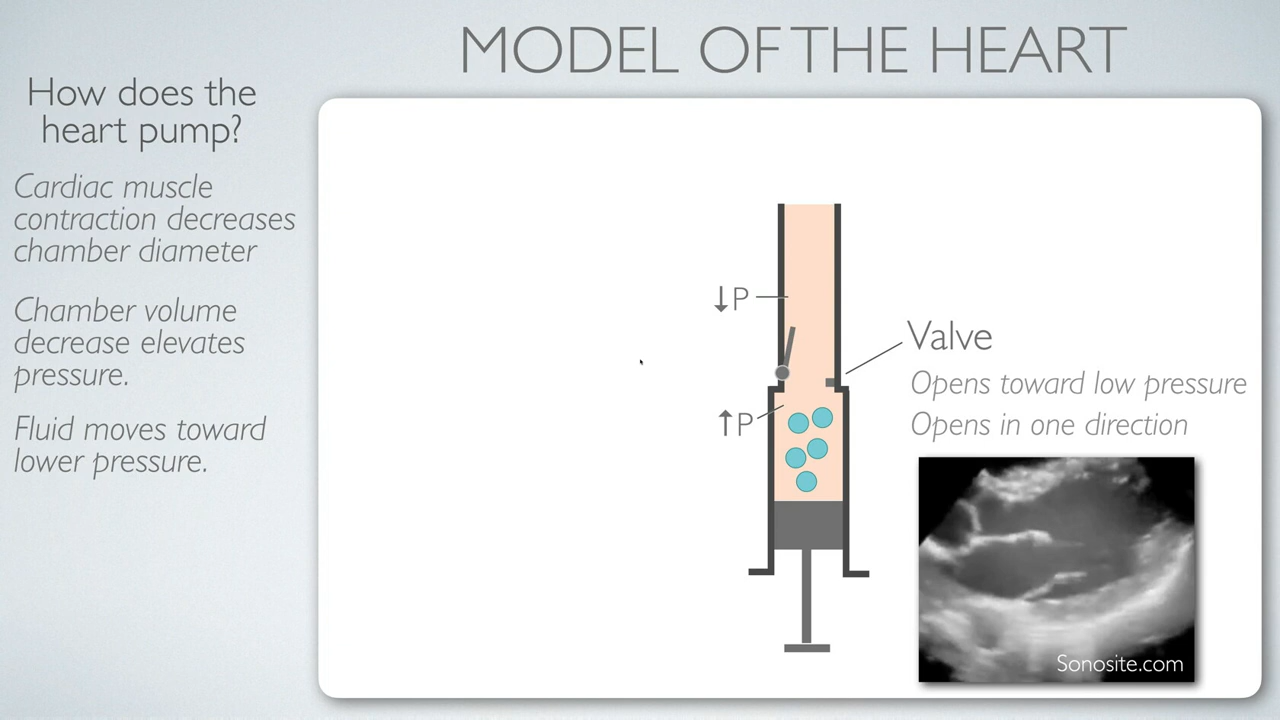 MODEL OF THE HEART
How does the
heart pump?
Cardiac muscle
contraction decreases
chamber diameter
Chamber volume
decrease elevates
pressure.
Fluid moves toward
lower pressure.
↓P
↑P
Valve
Opens toward low pressure
Opens in one direction
Sonosite.com